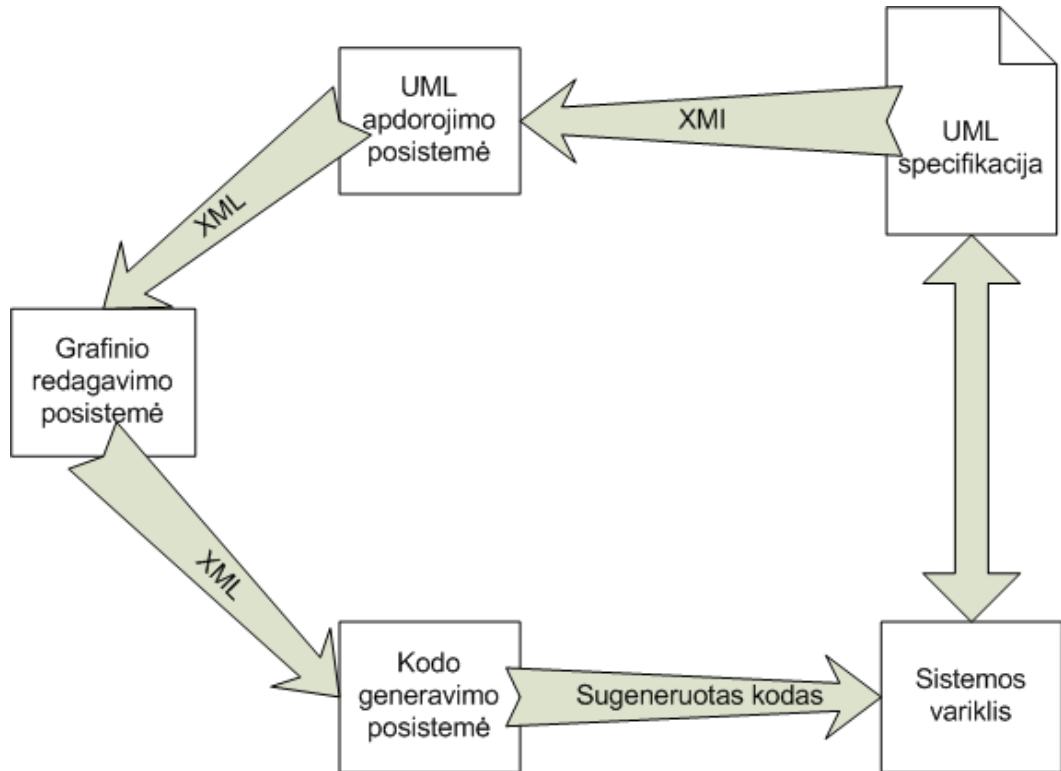 UML
apdorojimo
posistemė
XMI
UML
specifikacija
XML
Grafinio
redagavimo
posistemė
XML
Kodo
generavimo
posistemė
Sugeneruotas kodas
Sistemos
variklis